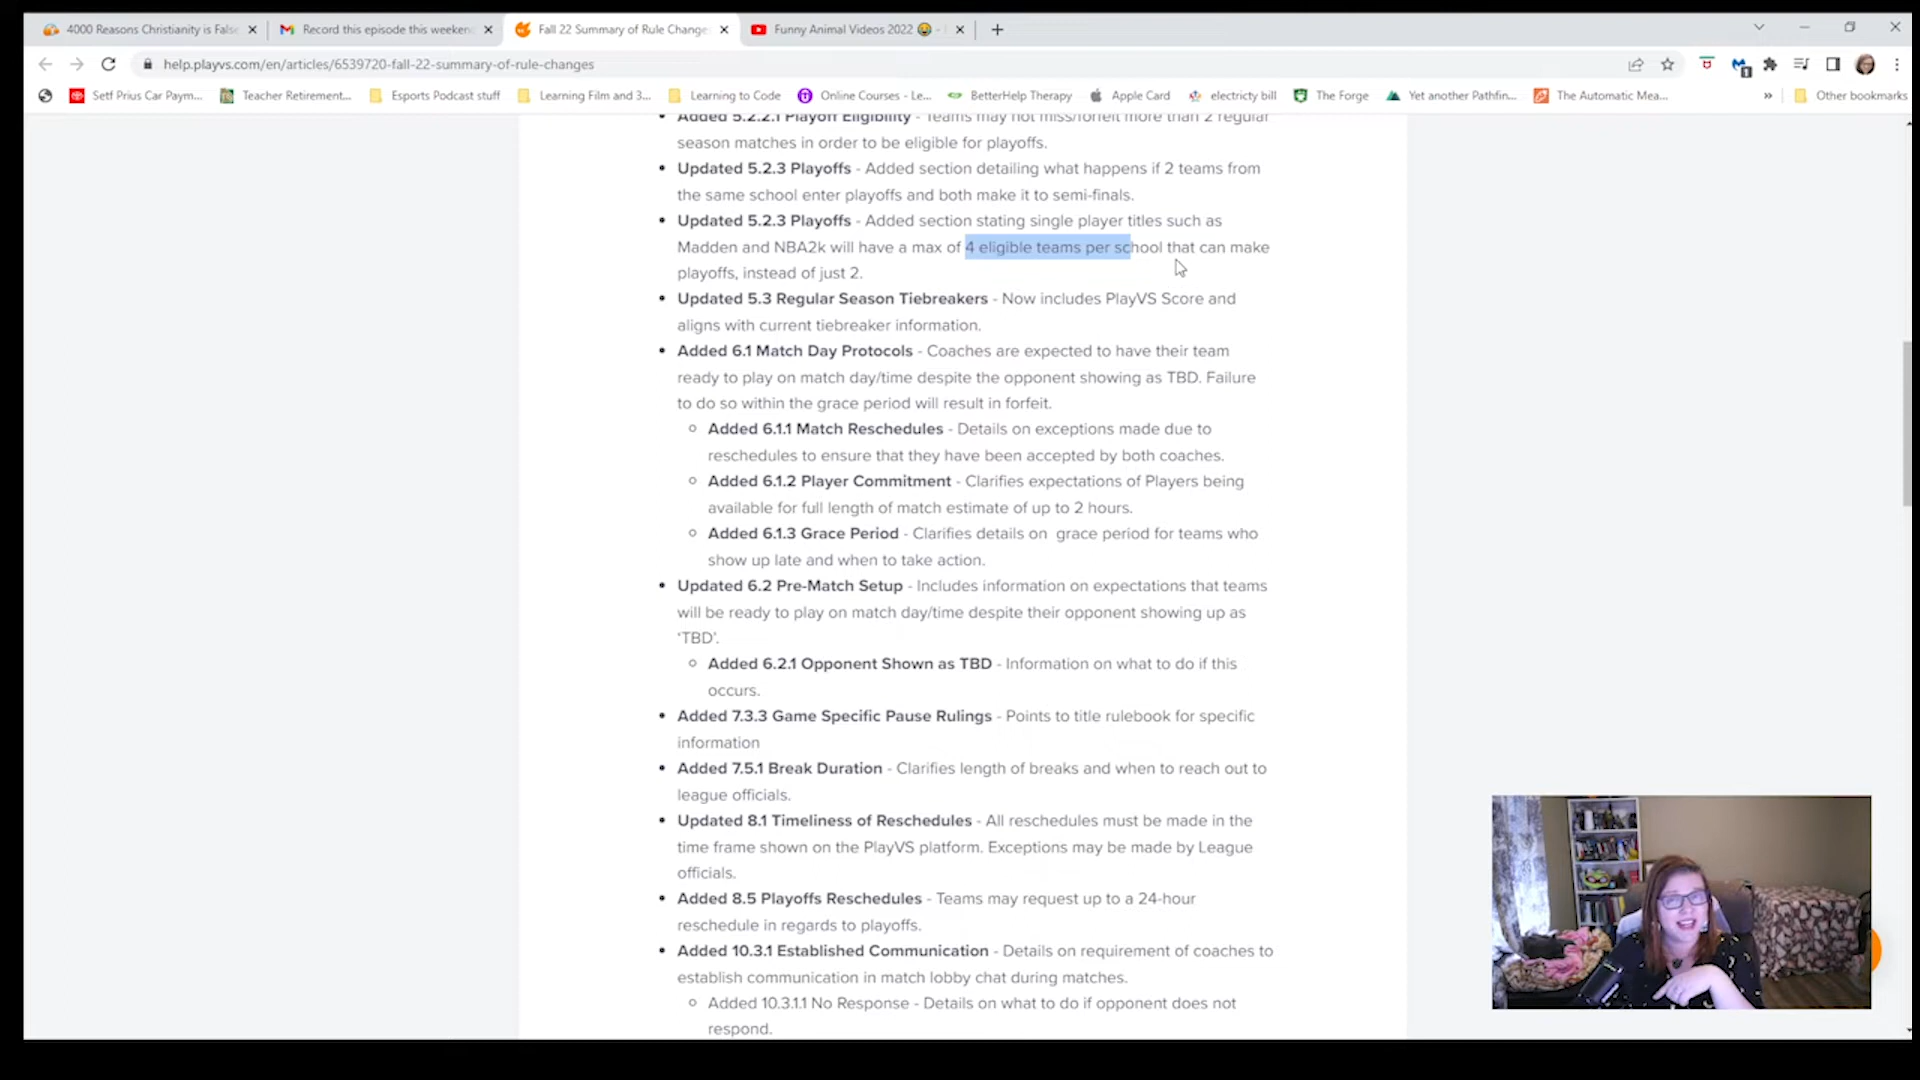 4000 Reasons Christianity is Fals
Record this episode this weeken
Fall 22 Summary of Rule Change
Funny Animal Videos 2022 😂 -
help.playvs.com/en/articles/6539720-fall-22-summary-of-rule-changes
Setf Prius Car Paym...
Teacher Retirement...
Esports Podcast stuff
Learning Film and 3...
Learning to Code
Online Courses - Le...
BetterHelp Therapy
Apple Card
electricty bill
The Forge
Yet another Pathfin...
The Automatic Mea...
»
Other bookmarks
• Added 5.2.2.1 Playoff Eligibility - Teams may not miss/forfeit more than 2 regular
season matches in order to be eligible for playoffs.
• Updated 5.2.3 Playoffs - Added section detailing what happens if 2 teams from
the same school enter playoffs and both make it to semi-finals.
• Updated 5.2.3 Playoffs - Added section stating single player titles such as
Madden and NBA2k will have a max of 4 eligible teams per school that can make
playoffs, instead of just 2.
• Updated 5.3 Regular Season Tiebreakers - Now includes PlayVS Score and
aligns with current tiebreaker information.
• Added 6.1 Match Day Protocols - Coaches are expected to have their team
ready to play on match day/time despite the opponent showing as TBD. Failure
to do so within the grace period will result in forfeit.
○ Added 6.1.1 Match Reschedules - Details on exceptions made due to
reschedules to ensure that they have been accepted by both coaches.
○ Added 6.1.2 Player Commitment - Clarifies expectations of Players being
available for full length of match estimate of up to 2 hours.
○ Added 6.1.3 Grace Period - Clarifies details on  grace period for teams who
show up late and when to take action.
• Updated 6.2 Pre-Match Setup - Includes information on expectations that teams
will be ready to play on match day/time despite their opponent showing up as
‘TBD’.
○ Added 6.2.1 Opponent Shown as TBD - Information on what to do if this
occurs.
• Added 7.3.3 Game Specific Pause Rulings - Points to title rulebook for specific
information
• Added 7.5.1 Break Duration - Clarifies length of breaks and when to reach out to
league officials.
• Updated 8.1 Timeliness of Reschedules - All reschedules must be made in the
time frame shown on the PlayVS platform. Exceptions may be made by League
officials.
• Added 8.5 Playoffs Reschedules - Teams may request up to a 24-hour
reschedule in regards to playoffs.
• Added 10.3.1 Established Communication - Details on requirement of coaches to
establish communication in match lobby chat during matches.
○ Added 10.3.1.1 No Response - Details on what to do if opponent does not
respond.